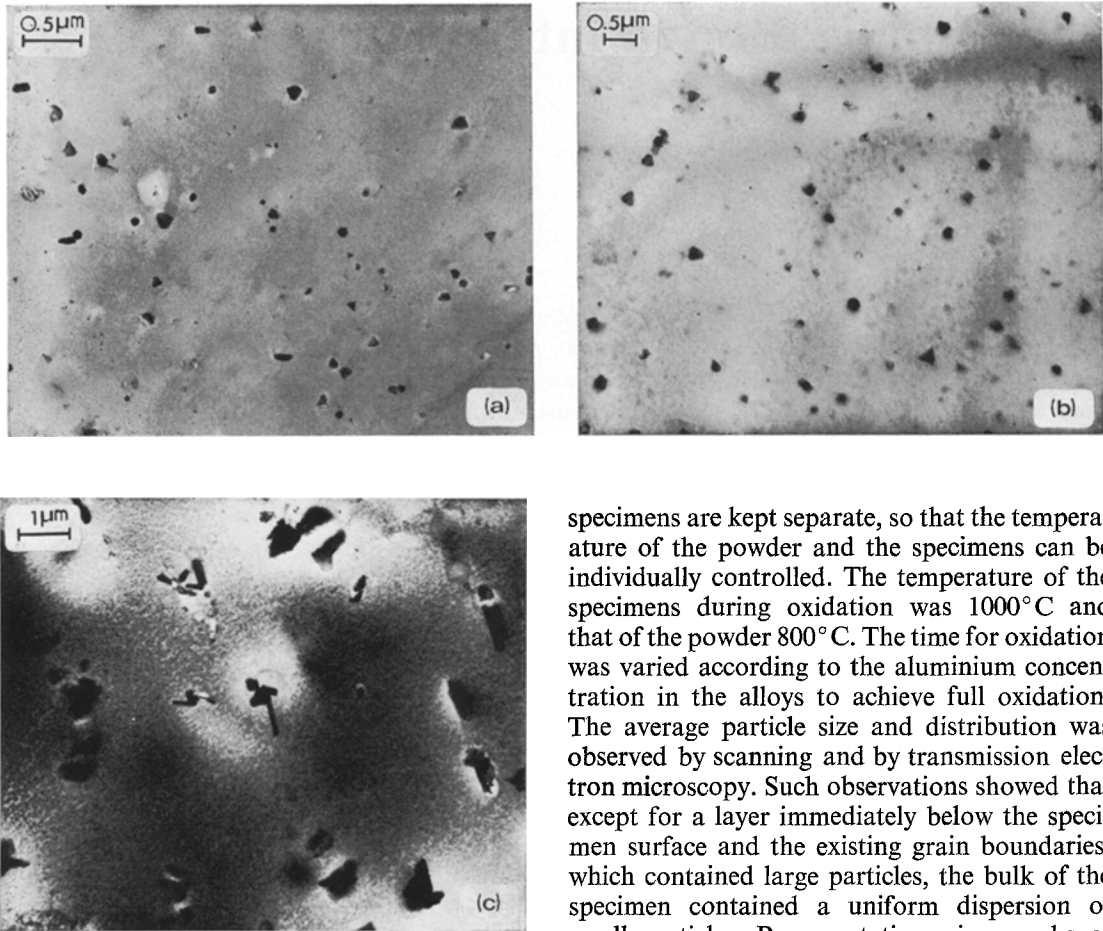 0.5μm
0.5μm
(a)
(b)
1μm
(c)
specimens are kept separate, so that the tempera
ature of the powder and the specimens can b
individually controlled. The temperature of th
specimens during oxidation was 1000°C and
that of the powder 800°C. The time for oxidation
was varied according to the aluminium concen
tration in the alloys to achieve full oxidation
The average particle size and distribution wa
observed by scanning and by transmission elec
tron microscopy. Such observations showed tha
except for a layer immediately below the speci
men surface and the existing grain boundaries
which contained large particles, the bulk of the
specimen contained a uniform dispersion o